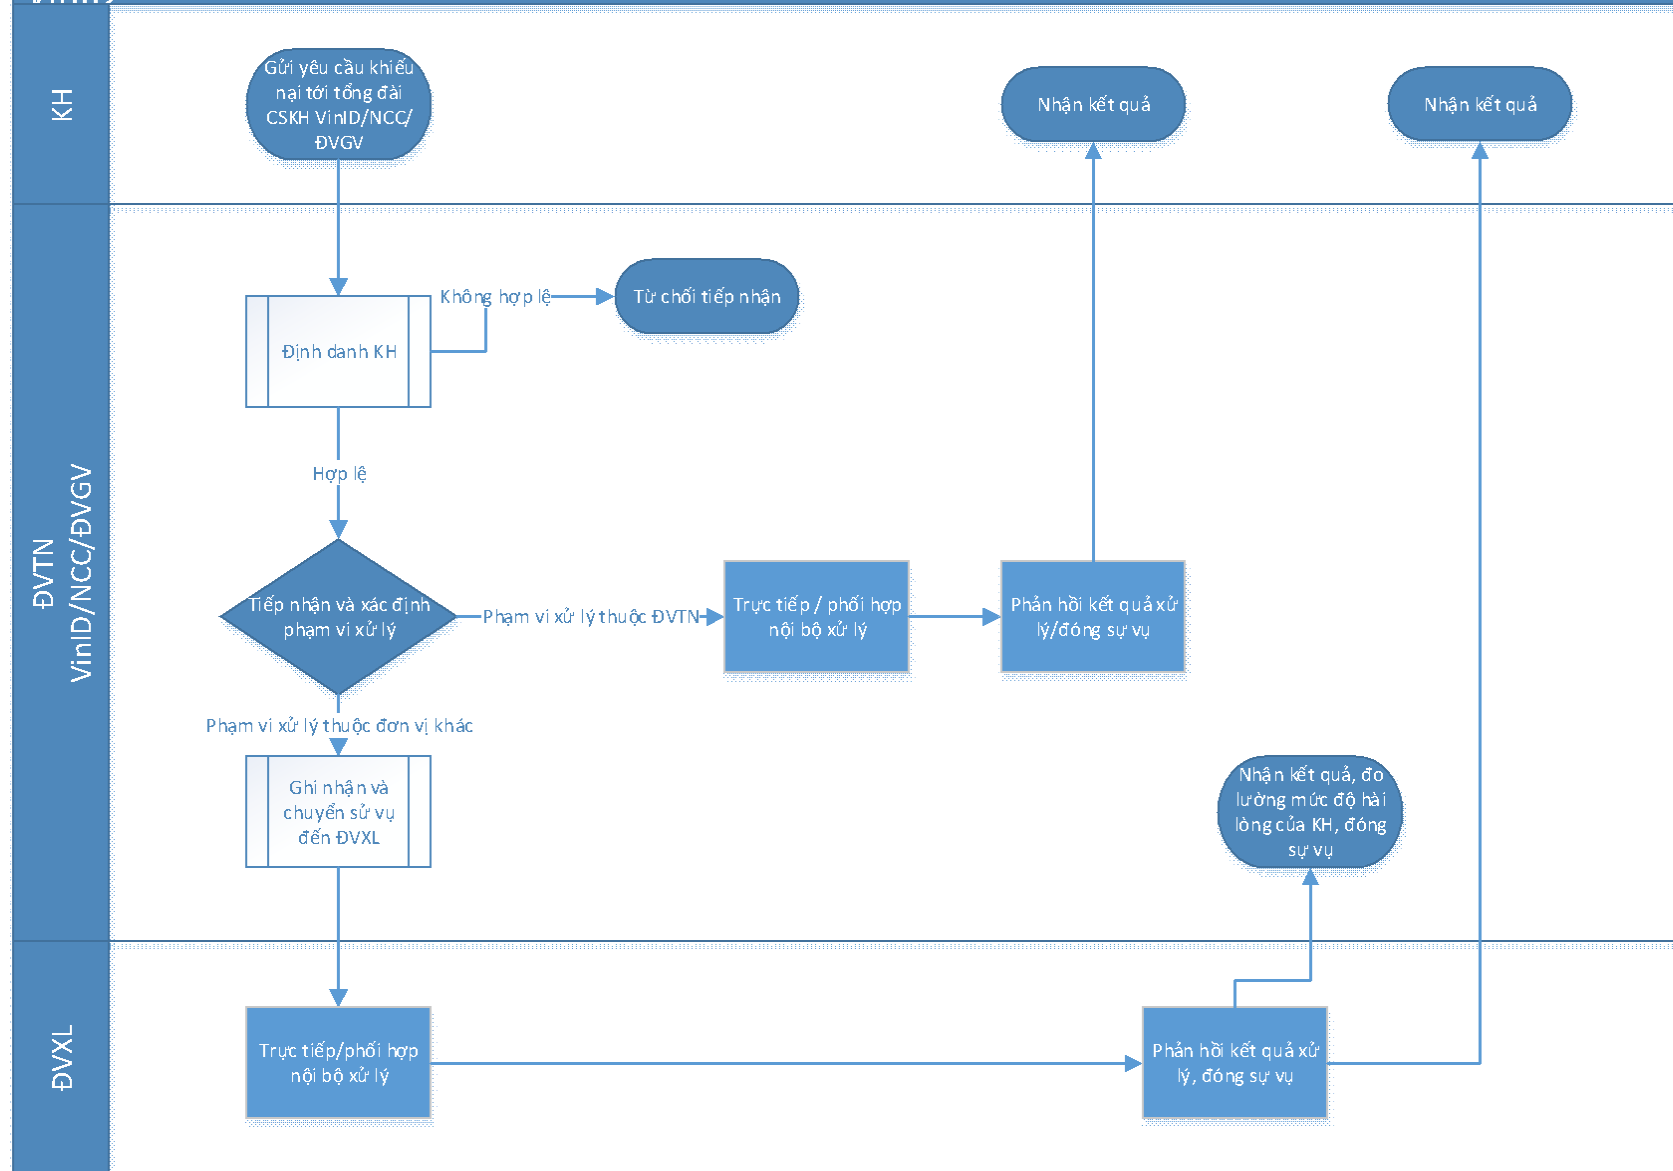 KH
Gửi yêu cầu khiếu
nại tới tổng đài
CSKH VinID/NCC/
ĐVGV
Nhận kết quả
Nhận kết quả
ĐVTN
VinID/NCC/ĐVGV
Không hợp lệ
Từ chối tiếp nhận
Định danh KH
Hợp lệ
Tiếp nhận và xác định
phạm vi xử lý
Phạm vi xử lý thuộc ĐVTN
Trực tiếp / phối hợp
nội bộ xử lý
Phản hồi kết quả xử
lý/đóng sự vụ
Phạm vi xử lý thuộc đơn vị khác
Ghi nhận và
chuyển sử vụ
đến ĐVXL
Nhận kết quả, đo
lường mức độ hài
lòng của KH, đóng
sự vụ
ĐVXL
Trực tiếp/phối hợp
nội bộ xử lý
Phản hồi kết quả xử
lý, đóng sự vụ